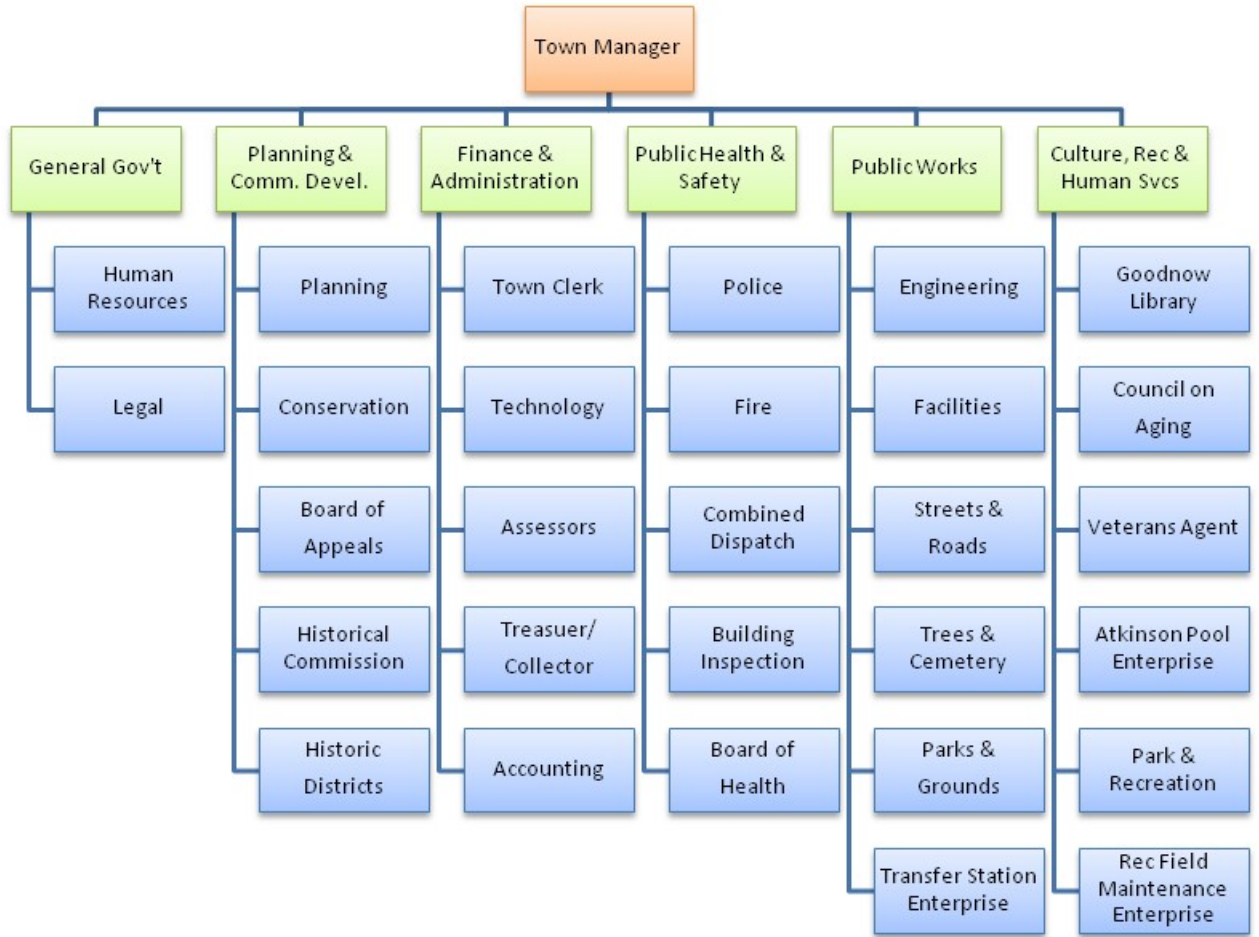 Town Manager
General Gov't
Planning &
Comm. Devel.
Finance &
Administration
Public Health &
Safety
Public Works
Culture, Rec &
Human Svcs
Human
Resources
Legal
Planning
Conservation
Board of
Appeals
Historical
Commission
Historic
Districts
Town Clerk
Technology
Assessors
Treasuer/
Collector
Accounting
Police
Fire
Combined
Dispatch
Building
Inspection
Board of
Health
Engineering
Facilities
Streets &
Roads
Trees &
Cemetery
Parks &
Grounds
Transfer Station
Enterprise
Goodnow
Library
Council on
Aging
Veterans Agent
Atkinson Pool
Enterprise
Park &
Recreation
Rec Field
Maintenance
Enterprise